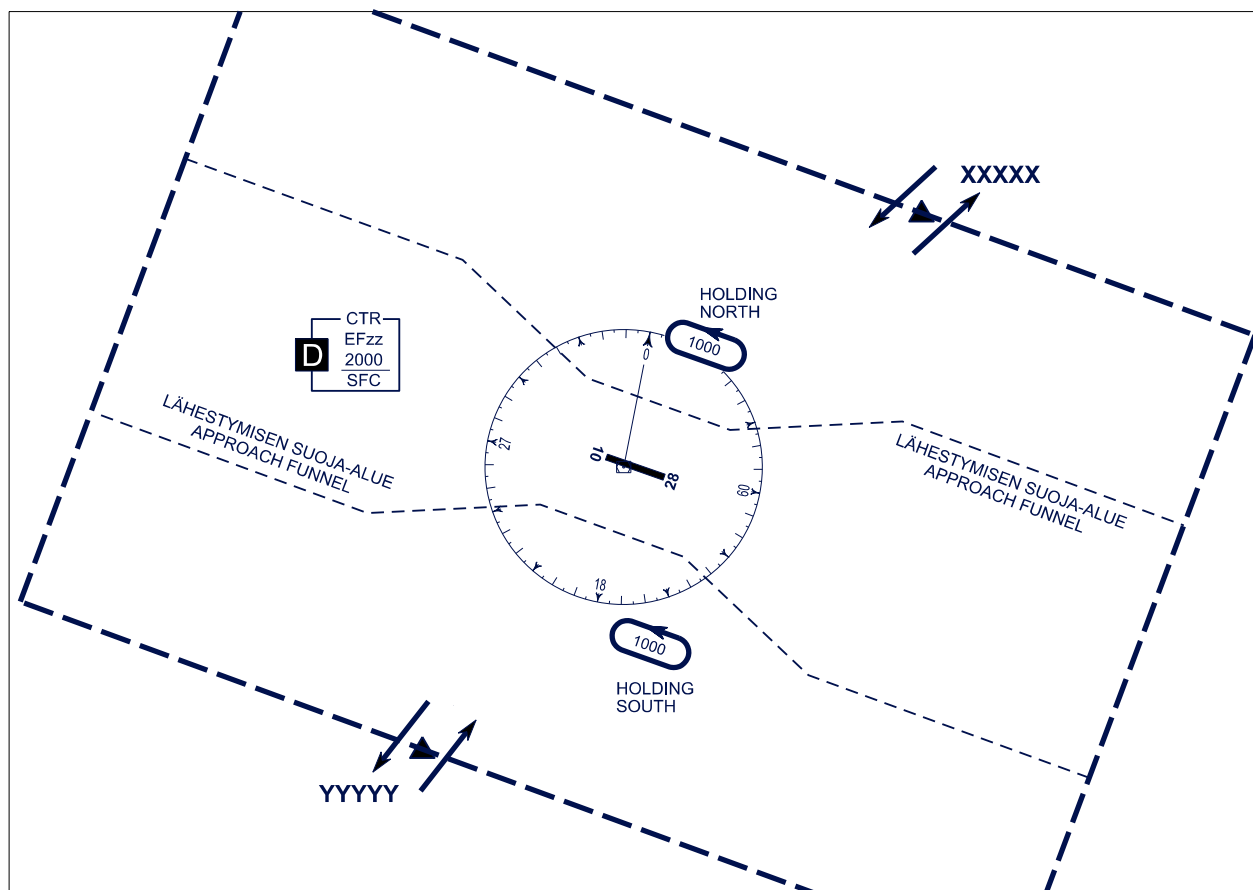 XXXXX
HOLDING
NORTH
1000
0
CTR
EFzz
2000
SFC
D
27
LÄHESTYMISEN SUOJA-ALUE
APPROACH FUNNEL
10
28
09
LÄHESTYMISEN SUOJA-ALUE
APPROACH FUNNEL
18
1000
HOLDING
SOUTH
YYYYY